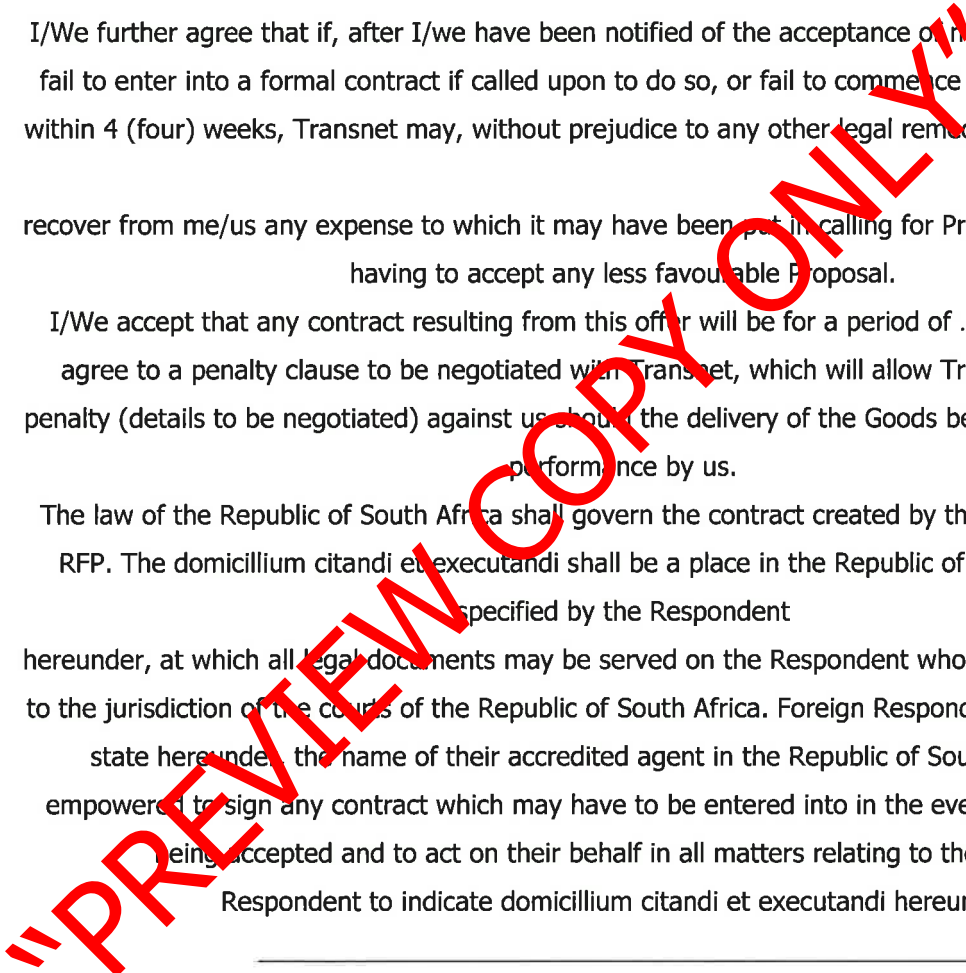 I/We further agree that if, after I/we have been notified of the acceptance of
fail to enter into a formal contract if called upon to do so, or fail to commence
within 4 (four) weeks, Transnet may, without prejudice to any other legal
recover from me/us any expense to which it may have been put in calling for Pr
having to accept any less favourable Proposal.
I/We accept that any contract resulting from this offer will be for a period of .
agree to a penalty clause to be negotiated with Transnet, which will allow Tr
penalty (details to be negotiated) against us should the delivery of the Goods be
performance by us.
The law of the Republic of South Africa shall govern the contract created by th
RFP. The domicillium citandi et executandi shall be a place in the Republic of
specified by the Respondent
hereunder, at which all legal documents may be served on the Respondent who
to the jurisdiction of the courts of the Republic of South Africa. Foreign Respond
state hereunder, the name of their accredited agent in the Republic of Sou
empowered to sign any contract which may have to be entered into in the eve
being accepted and to act on their behalf in all matters relating to the
Respondent to indicate domicillium citandi et executandi hereun
"PREVIEW COPY ONLY"